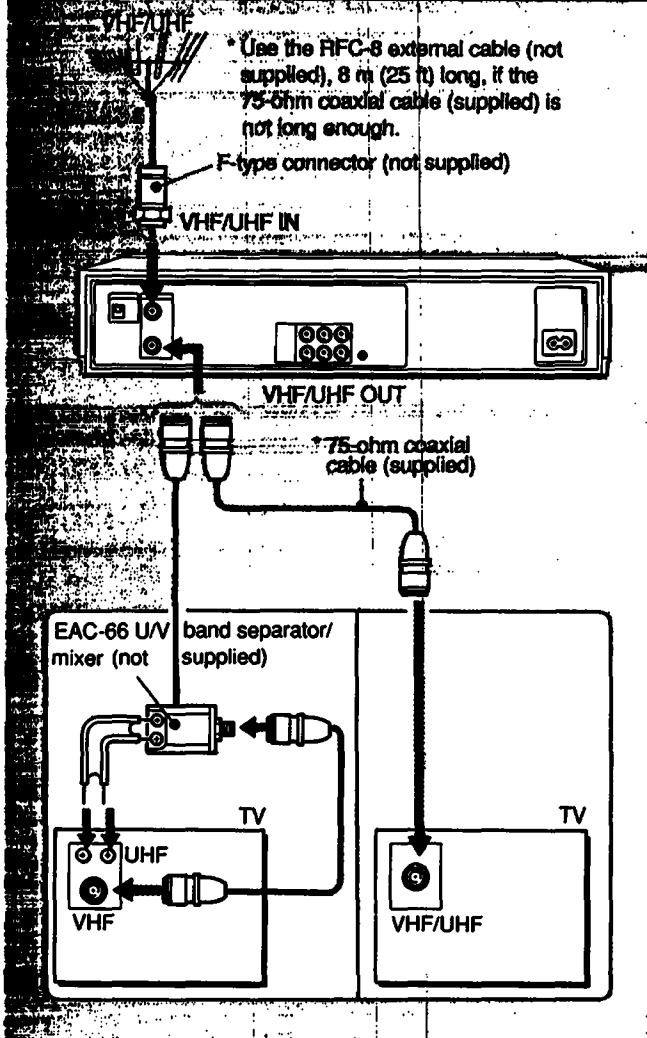 VHF/UHF
* Use the RFC-8 external cable (not
supplied), 8 m (25 ft) long, if the
75-ohm coaxial cable (supplied) is
not long enough.
F-type connector (not supplied)
VHF/UHF IN
VHF/UHF OUT
* 75-ohm coaxial
cable (supplied)
EAC-66 U/V band separator/
mixer (not supplied)
TV
UHF
VHF
TV
VHF/UHF